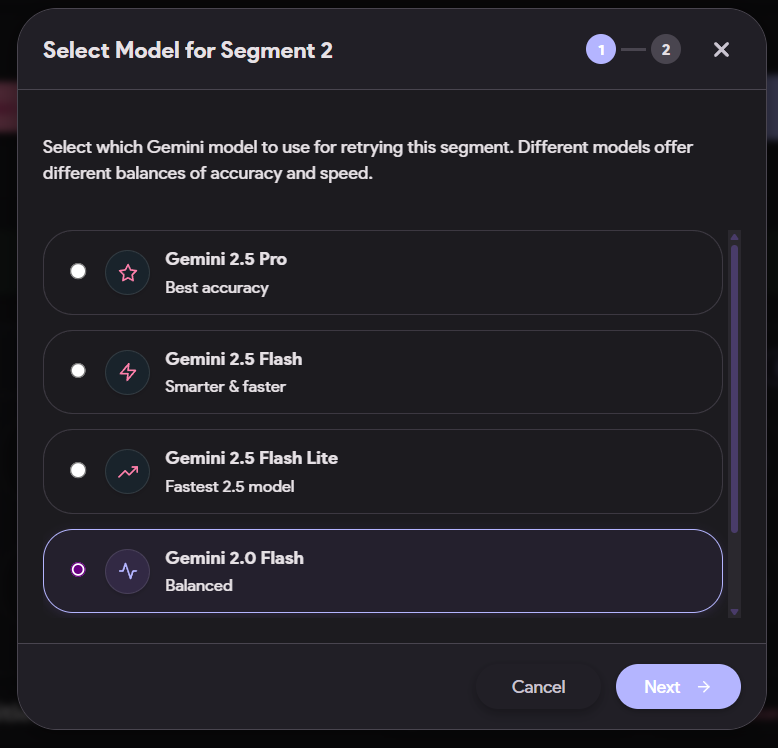 Select Model for Segment 2
1
2
Select which Gemini model to use for retrying this segment. Different models offer
different balances of accuracy and speed.
Gemini 2.5 Pro
Best accuracy
Gemini 2.5 Flash
Smarter & faster
Gemini 2.5 Flash Lite
Fastest 2.5 model
Gemini 2.0 Flash
Balanced
Cancel
Next